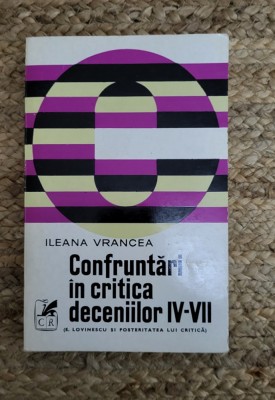 ILEANA VRANCEA
Confruntări
în critica
deceniilor IV-VII
(E. LOVINESCU ȘI POSTERITATEA LUI CRITICĂ)
CR